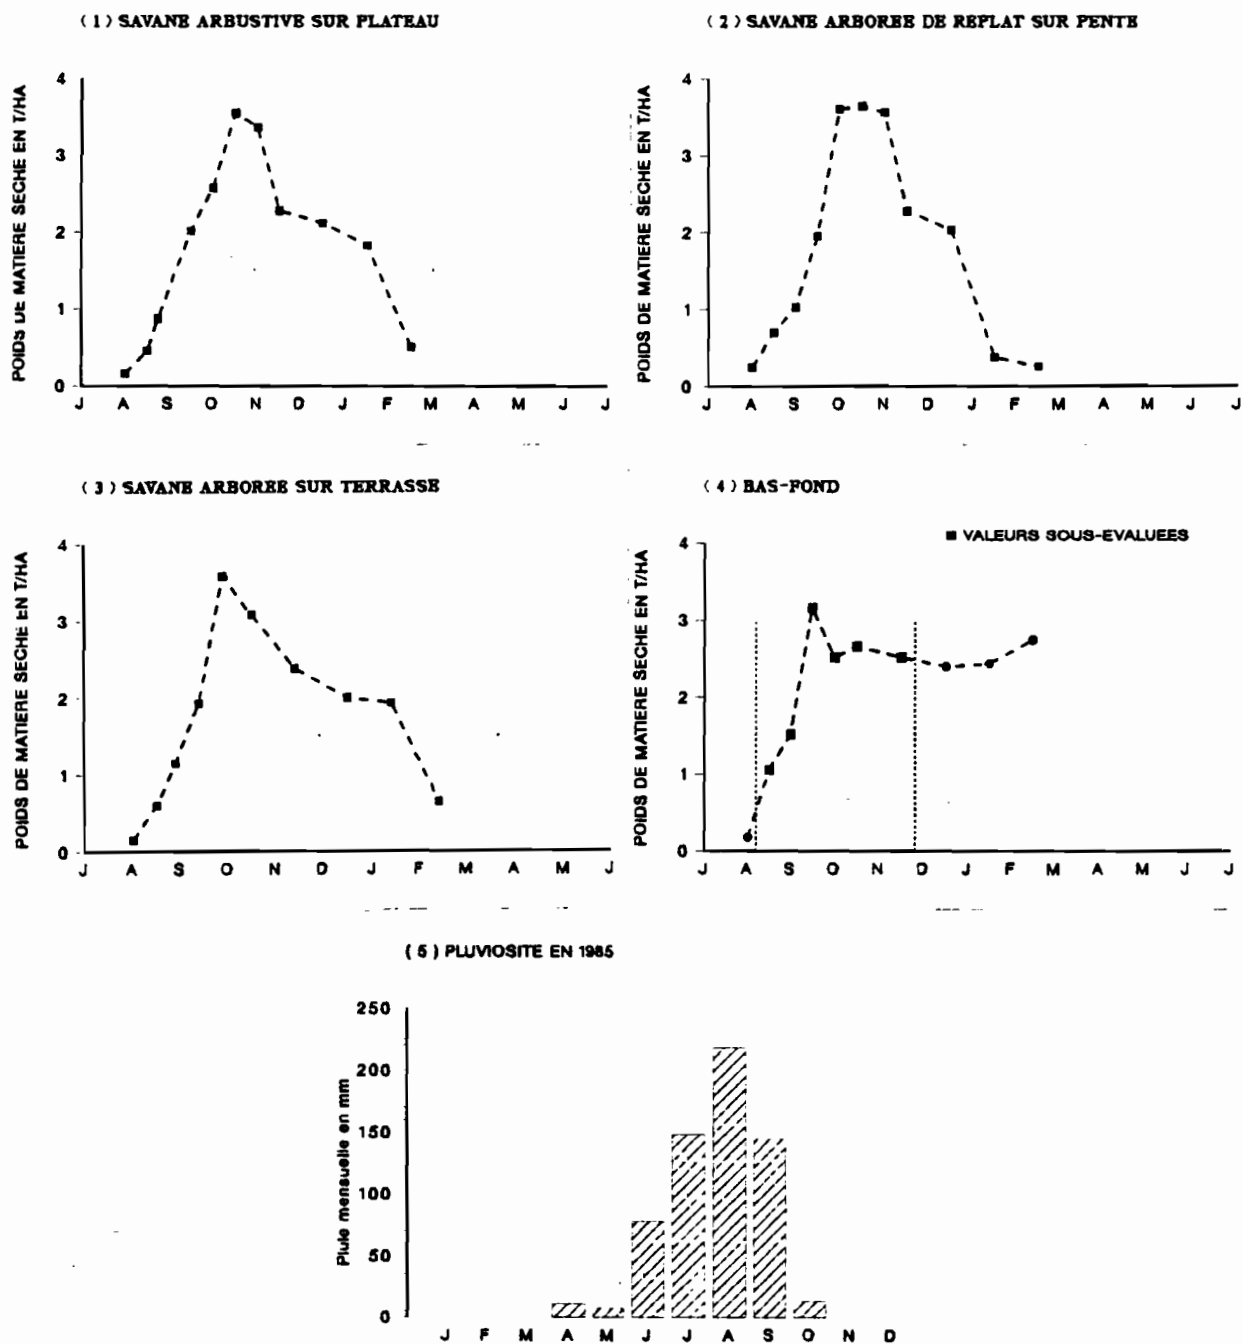 (1) SAVANE ARBUSTIVE SUR PLATEAU
POIDS DE MATIERE SECHE EN T/HA
4
3
2
1
0
J A S O N D J F M A M J J
(2) SAVANE ARBOREE DE REPLAT SUR PENTE
POIDS DE MATIERE SECHE EN T/HA
4
3
2
1
0
J A S O N D J F M A M J J
(3) SAVANE ARBOREE SUR TERRASSE
POIDS DE MATIERE SECHE EN T/HA
4
3
2
1
0
J A S O N D J F M A M J
(4) BAS-FOND
■ VALEURS SOUS-EVALUEES
POIDS DE MATIERE SECHE EN T/HA
4
3
2
1
0
J A S O N D J F M A M J J
(5) PLUVIOSITE EN 1985
Pluie mensuelle en mm
250
200
150
100
50
0
J F M A M J J A S O N D